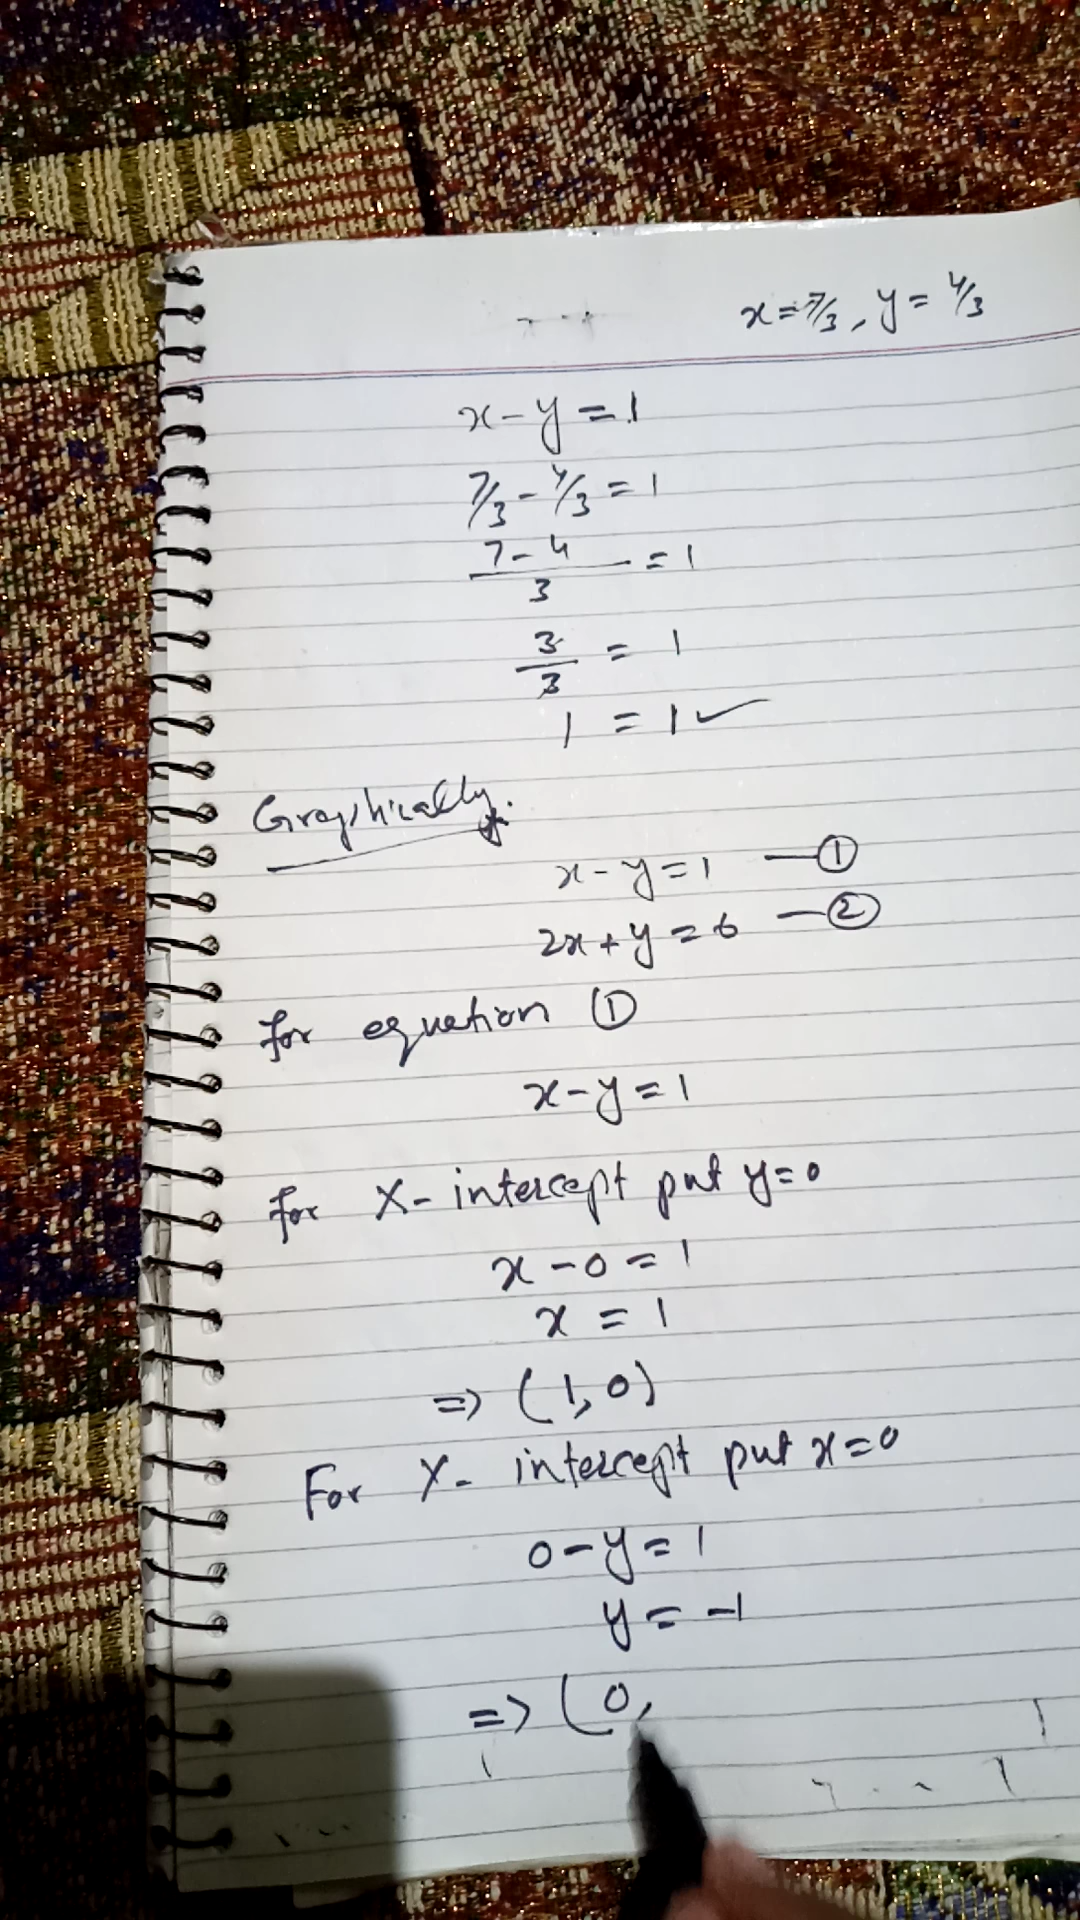 x = 7/3, y = 4/3
x - y = 1
7/3 - 4/3 = 1
7 - 4 / 3 = 1
3 / 3 = 1
1 = 1 ✓
Graphically.
x - y = 1 — ①
2x + y = 6 — ②
for equation ①
x - y = 1
for X- intercept put y = 0
x - 0 = 1
x = 1
=> (1, 0)
For Y- intercept put x = 0
0 - y = 1
y = -1
=> (0,